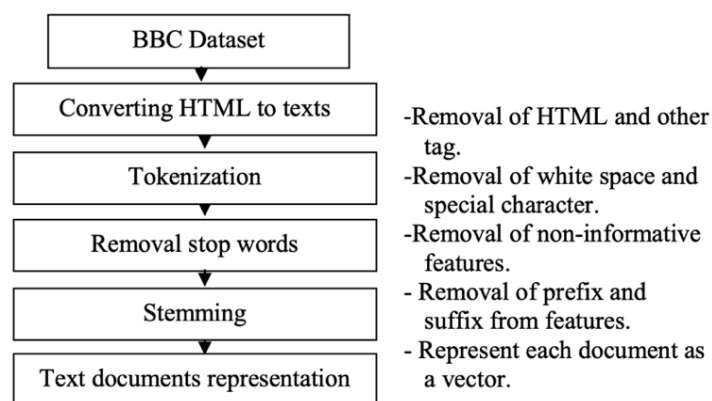 BBC Dataset
Converting HTML to texts
Tokenization
Removal stop words
Stemming
Text documents representation
-Removal of HTML and other
tag.
-Removal of white space and
special character.
-Removal of non-informative
features.
- Removal of prefix and
suffix from features.
- Represent each document as
a vector.